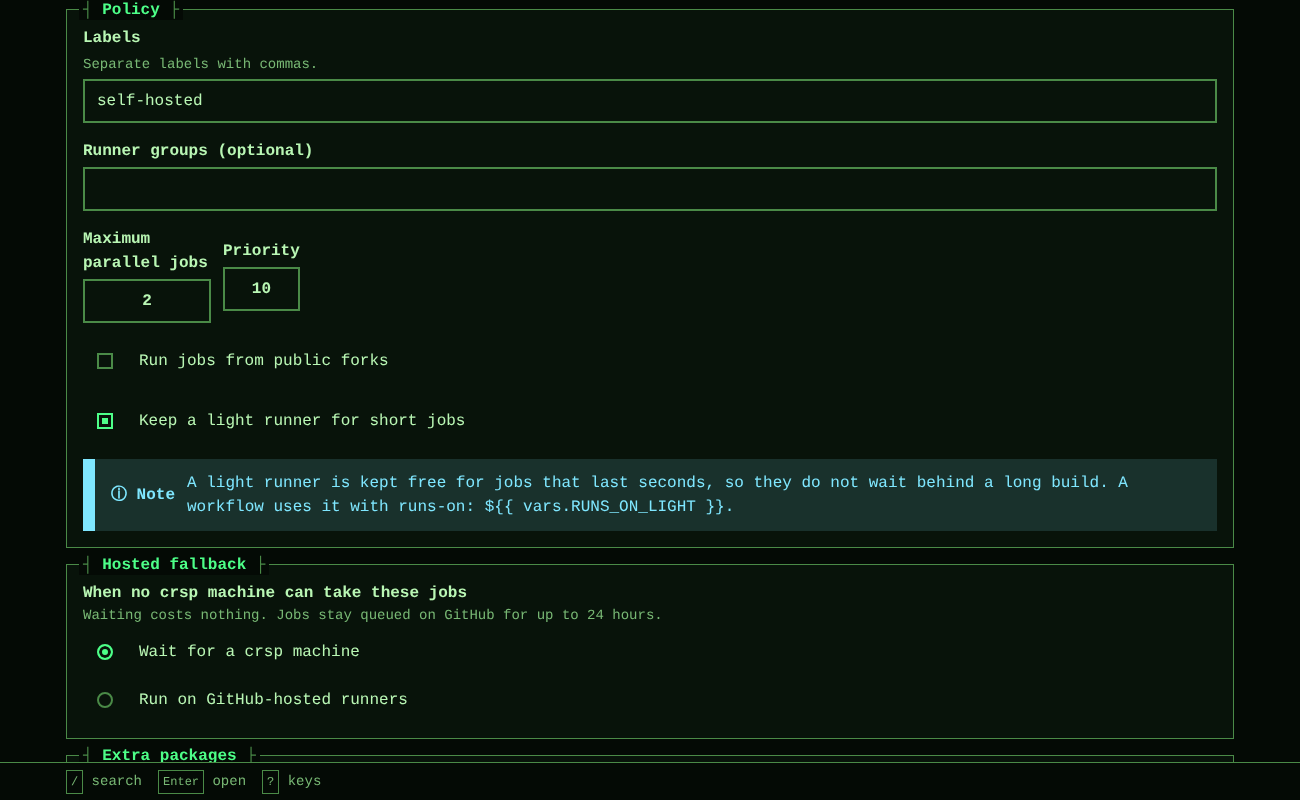 Policy
Labels
Separate labels with commas.
self-hosted
Runner groups (optional)
Maximum
parallel jobs
Priority
2
10
Run jobs from public forks
Keep a light runner for short jobs
ⓘ Note
A light runner is kept free for jobs that last seconds, so they do not wait behind a long build. A
workflow uses it with runs-on: ${{ vars.RUNS_ON_LIGHT }}.
Hosted fallback
When no crsp machine can take these jobs
Waiting costs nothing. Jobs stay queued on GitHub for up to 24 hours.
Wait for a crsp machine
Run on GitHub-hosted runners
Extra packages
/ search Enter open ? keys